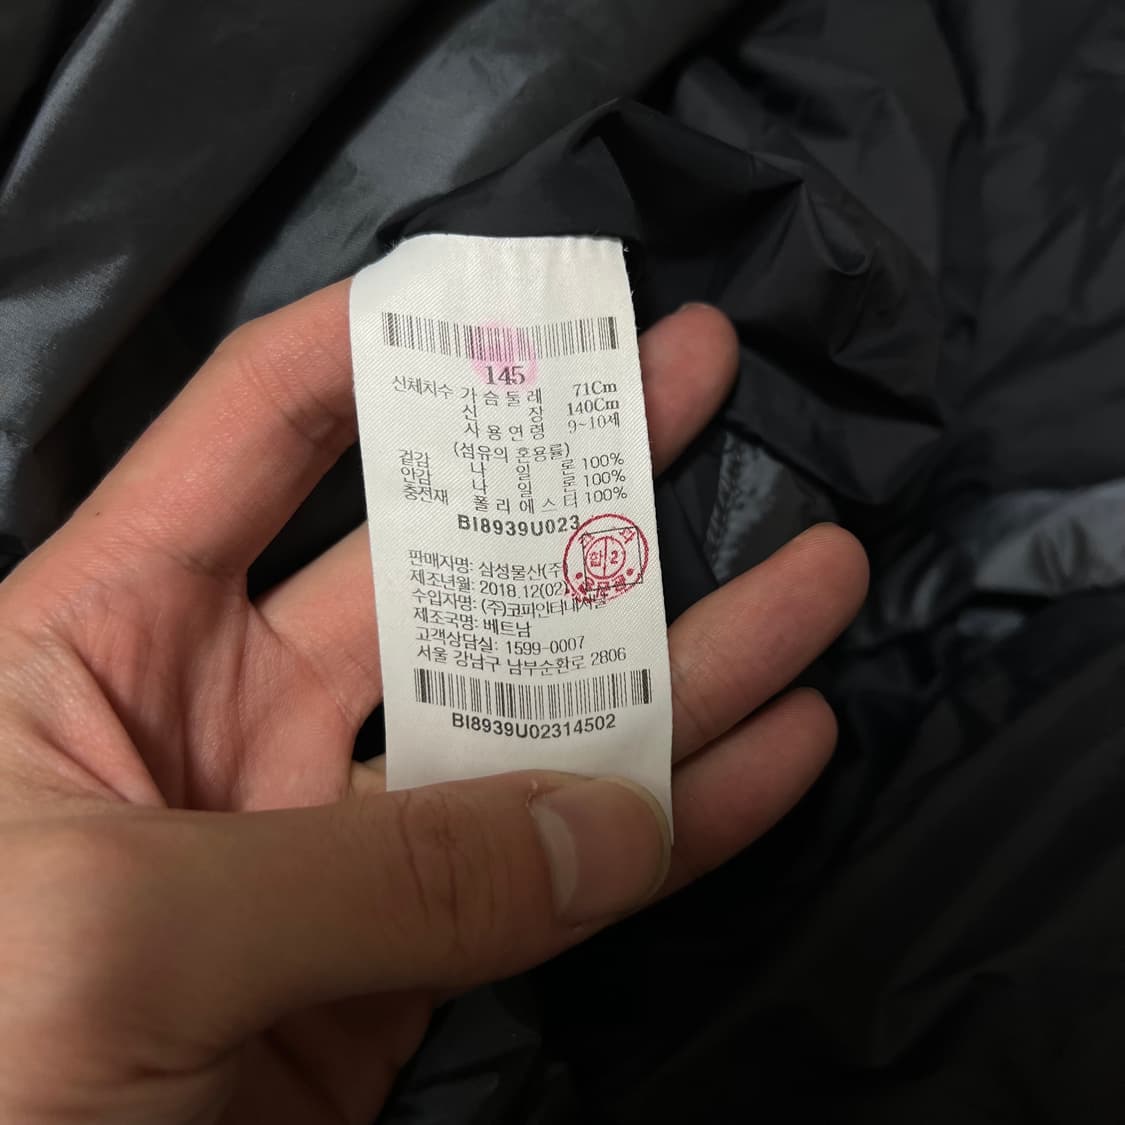 145
신체치수 가슴둘레 71Cm
신장 140Cm
사용연령 9~10세
(섬유의 혼용률)
겉감 나일론 100%
안감 나일론 100%
충전재 폴리에스터 100%
BI8939U023
판매자명: 삼성물산(주
제조년월: 2018.12(02)
수입자명: (주)코피인터내셔날
제조국명: 베트남
고객상담실: 1599-0007
서울 강남구 남부순환로 2806
BI8939U02314502
합 2